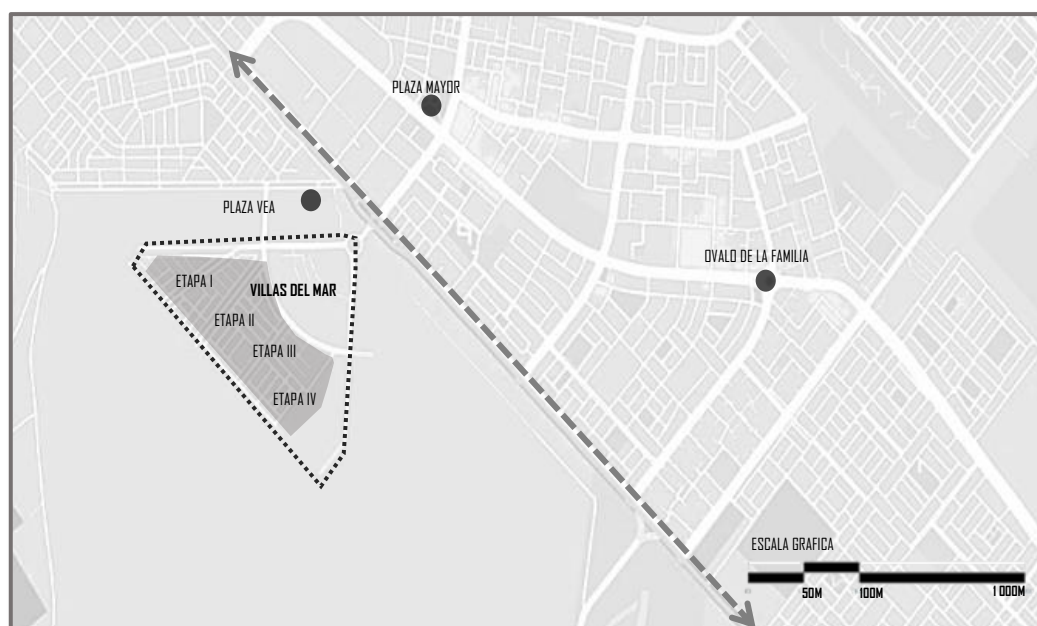 PLAZA MAYOR
PLAZA VEA
OVALO DE LA FAMILIA
ETAPA I
VILLAS DEL MAR
ETAPA II
ETAPA III
ETAPA IV
ESCALA GRAFICA
50M 100M 1 000M